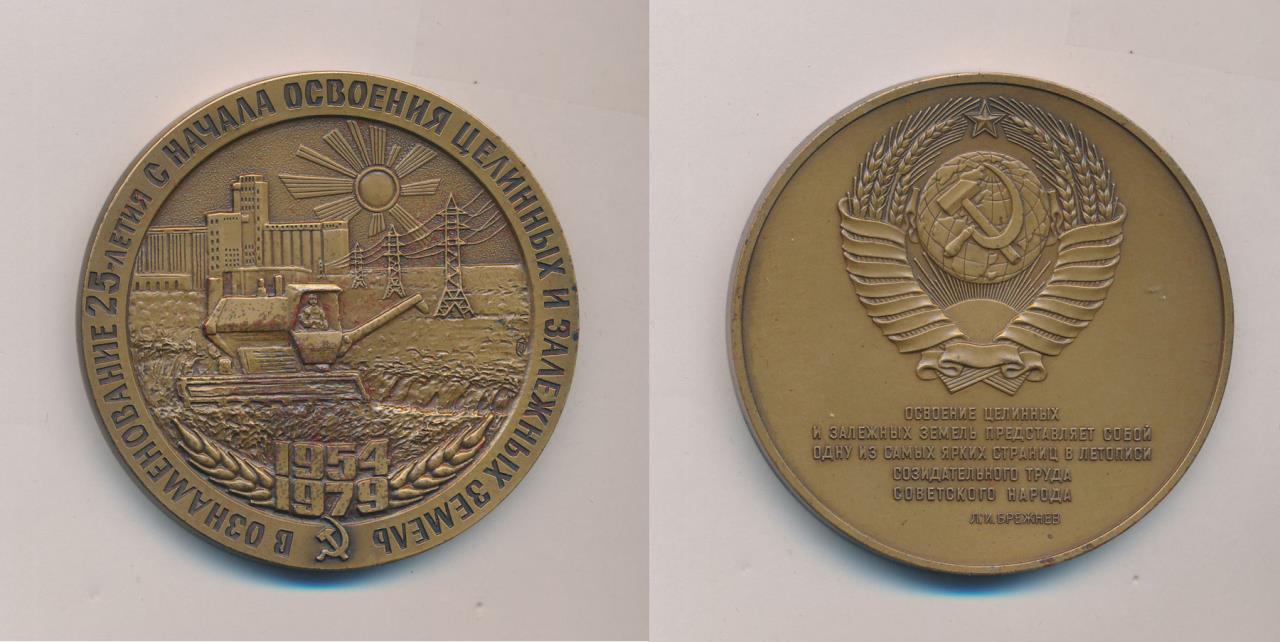 В ОЗНАМЕНОВАНИЕ 25-ЛЕТИЯ С НАЧАЛА ОСВОЕНИЯ ЦЕЛИННЫХ И ЗАЛЕЖНЫХ ЗЕМЕЛЬ
1954
1979
ОСВОЕНИЕ ЦЕЛИННЫХ
И ЗАЛЕЖНЫХ ЗЕМЕЛЬ ПРЕДСТАВЛЯЕТ СОБОЙ
ОДНУ ИЗ САМЫХ ЯРКИХ СТРАНИЦ В ЛЕТОПИСИ
СОЗИДАТЕЛЬНОГО ТРУДА
СОВЕТСКОГО НАРОДА
Л.И.БРЕЖНЕВ